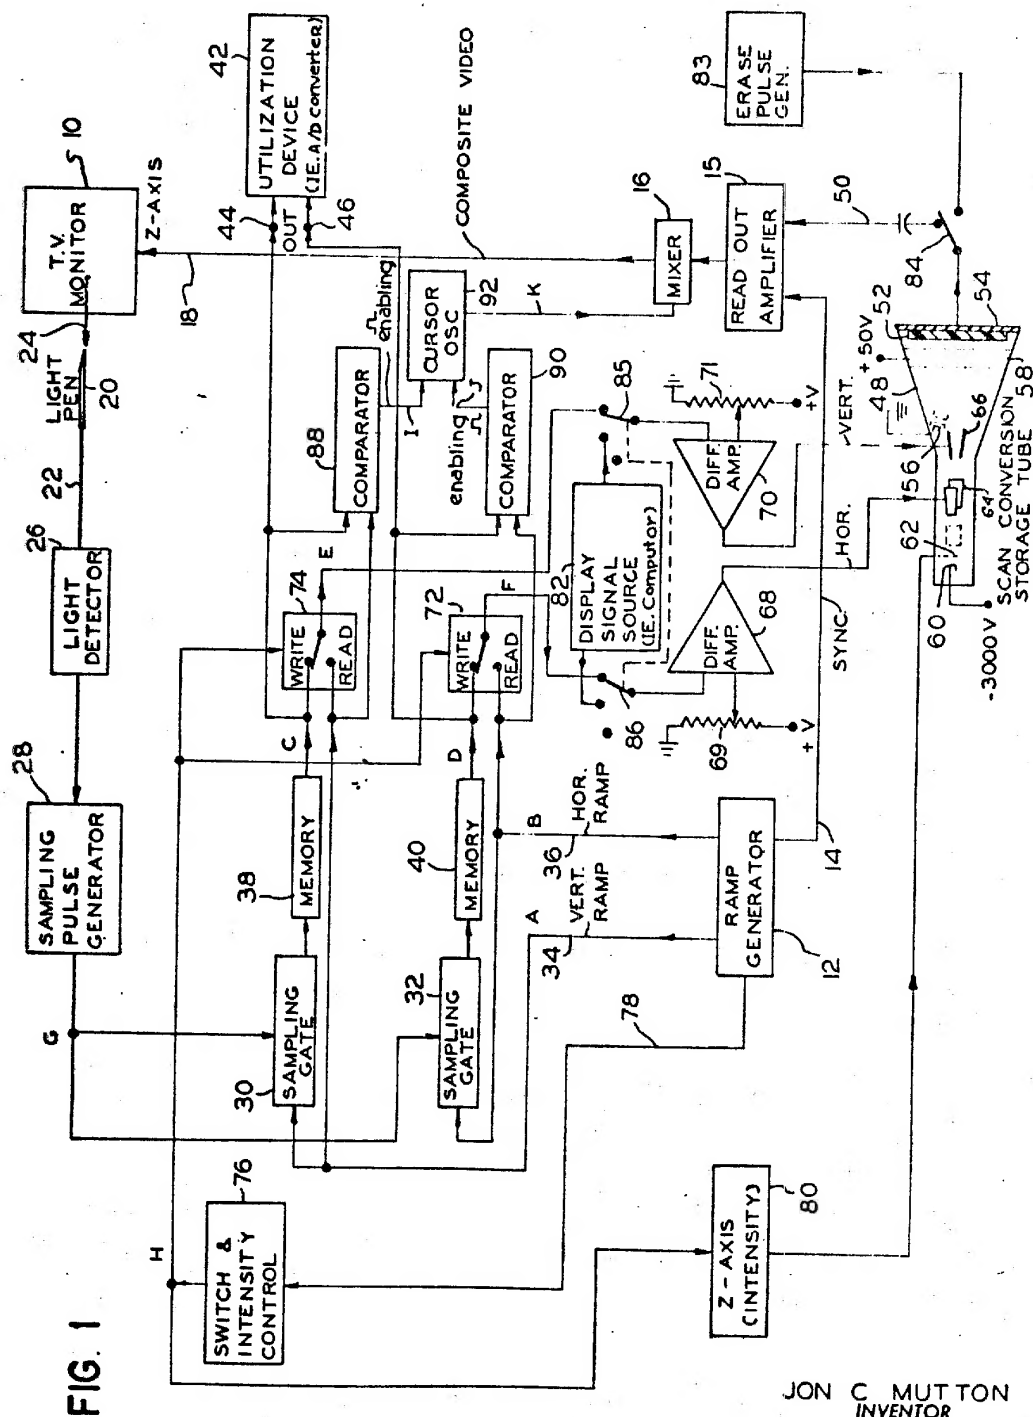 FIG. 1
42
UTILIZATION
DEVICE
(IE. A/D Converter)
44
OUT
46
COMPOSITE VIDEO
83
ERASE
PULSE
GEN.
10
T.V.
MONITOR
Z-AXIS
18
24
LIGHT
PEN
20
22
26
LIGHT
DETECTOR
28
SAMPLING
PULSE
GENERATOR
G
16
MIXER
15
READ OUT
AMPLIFIER
50
84
92
CURSOR
OSC
K
enabling
I
enabling
J
88
COMPARATOR
90
COMPARATOR
85
71
+V
DIFF.
AMP.
70
VERT.
HOR.
82
DISPLAY
SIGNAL
SOURCE
(IE. Computor)
86
DIFF.
AMP.
68
69
+V
SYNC.
52
54
+50V
48
58
56
66
64
62
60
-3000V
SCAN CONVERSION
STORAGE TUBE
74
WRITE
READ
E
72
WRITE
READ
F
C
D
38
MEMORY
40
MEMORY
30
SAMPLING
GATE
32
SAMPLING
GATE
B
36
HOR.
RAMP
A
34
VERT.
RAMP
RAMP
GENERATOR
12
14
78
76
SWITCH &
INTENSITY
CONTROL
H
Z-AXIS
(INTENSITY)
80
JON C MUTTON
INVENTOR